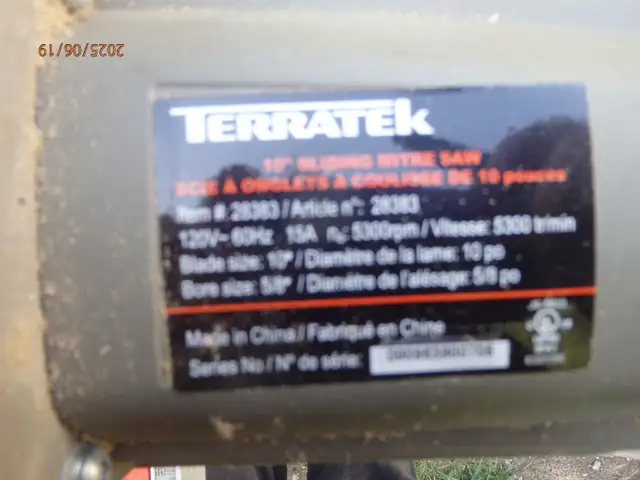 2025/06/19
TERRATEK
10" SLIDING MITRE SAW
SCIE À ONGLETS À COULISSE DE 10 pouces
Item #: 28383 / Article n°: 28383
120V~ 60Hz 15A n₀: 5300rpm / Vitesse: 5300 tr/min
Blade size: 10" / Diamètre de la lame: 10 po
Bore size: 5/8" / Diamètre de l'alésage: 5/8 po
Made in China / Fabriqué en Chine
Series No / N° de série: